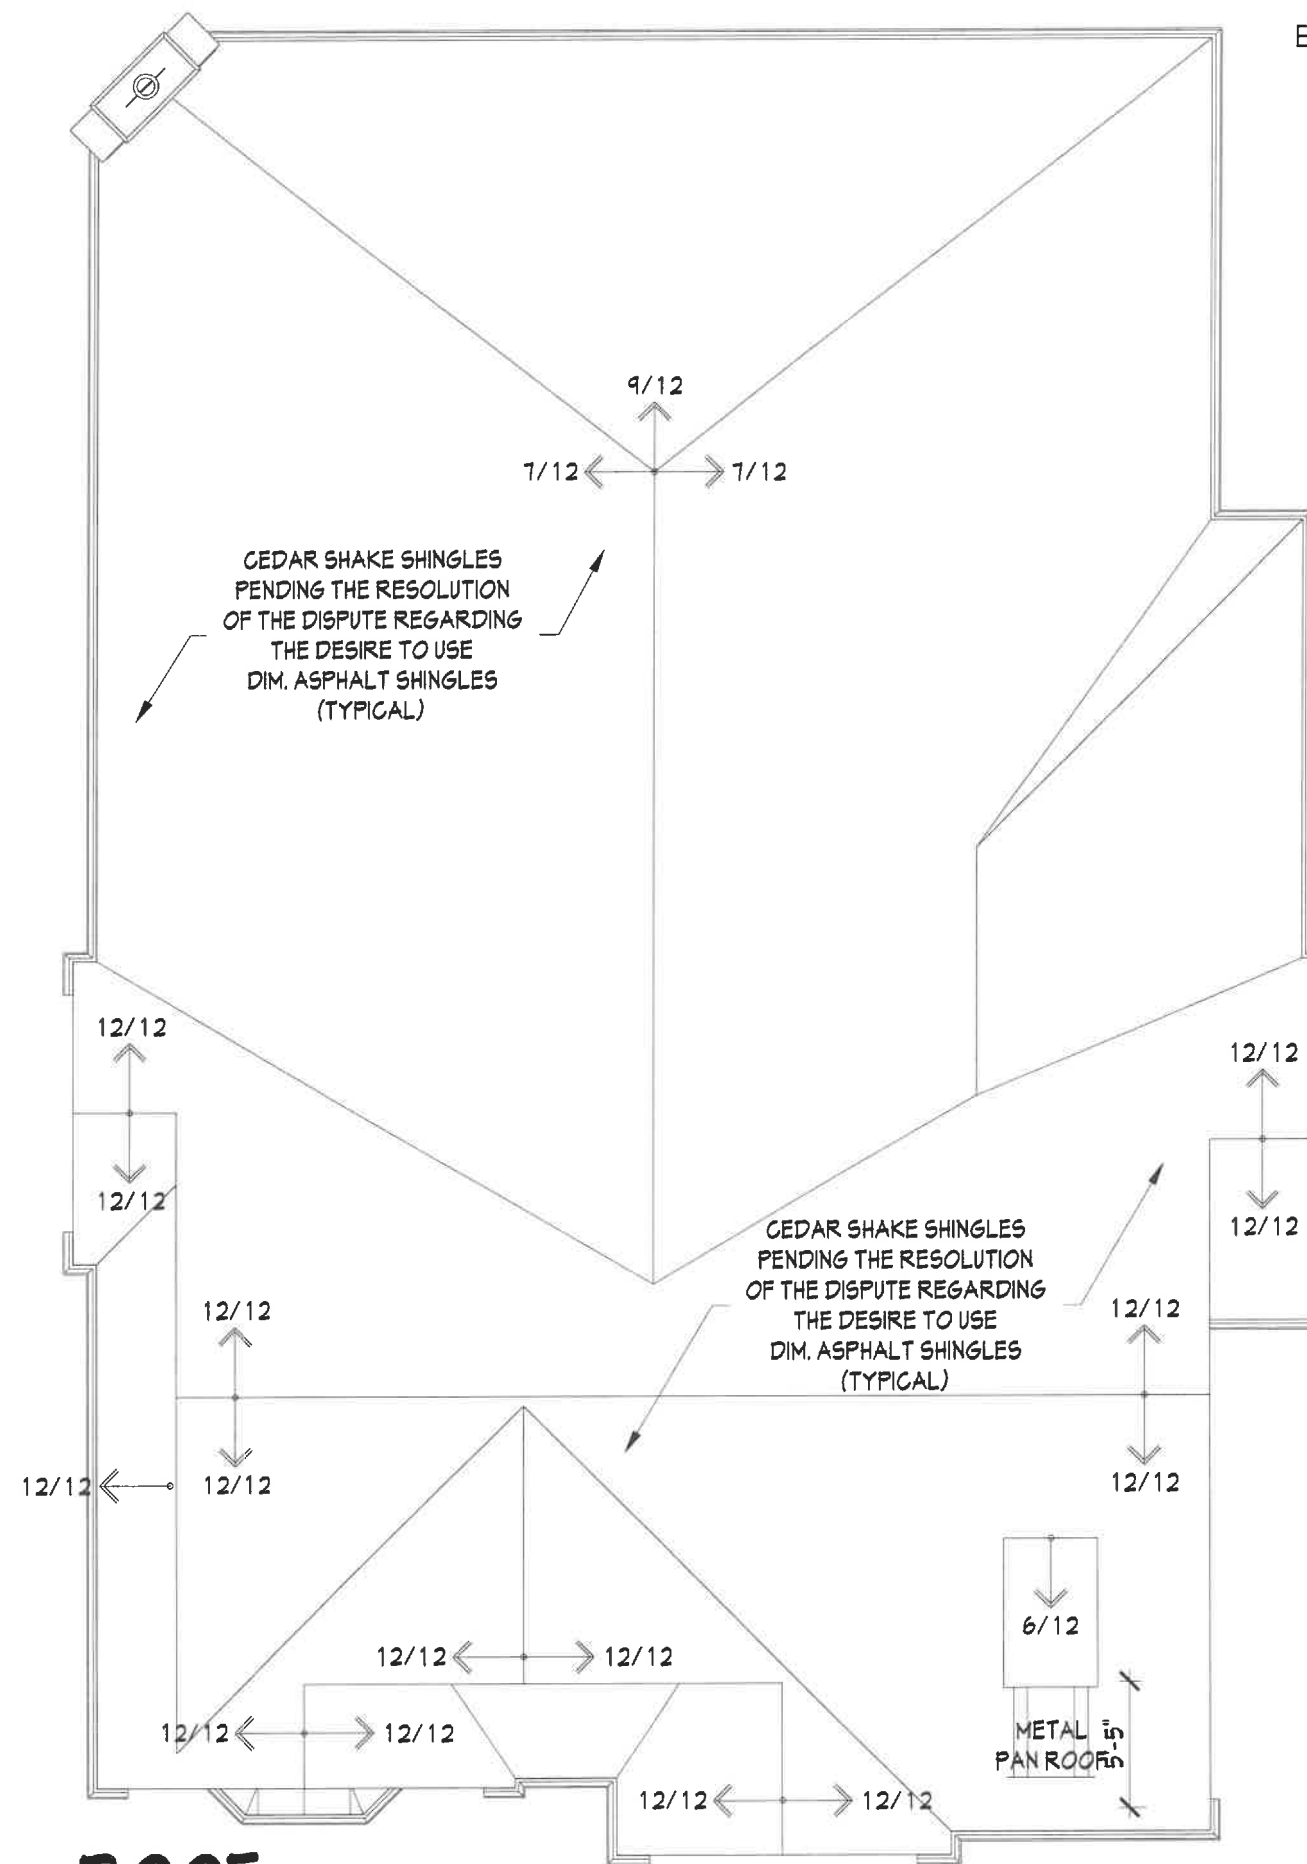 E
9/12
7/12
7/12
CEDAR SHAKE SHINGLES
PENDING THE RESOLUTION
OF THE DISPUTE REGARDING
THE DESIRE TO USE
DIM. ASPHALT SHINGLES
(TYPICAL)
12/12
12/12
12/12
12/12
CEDAR SHAKE SHINGLES
PENDING THE RESOLUTION
OF THE DISPUTE REGARDING
THE DESIRE TO USE
DIM. ASPHALT SHINGLES
(TYPICAL)
12/12
12/12
12/12
12/12
12/12
6/12
12/12
12/12
12/12
12/12
METAL
PAN ROOF
5'-5"
12/12
12/12
ROOF